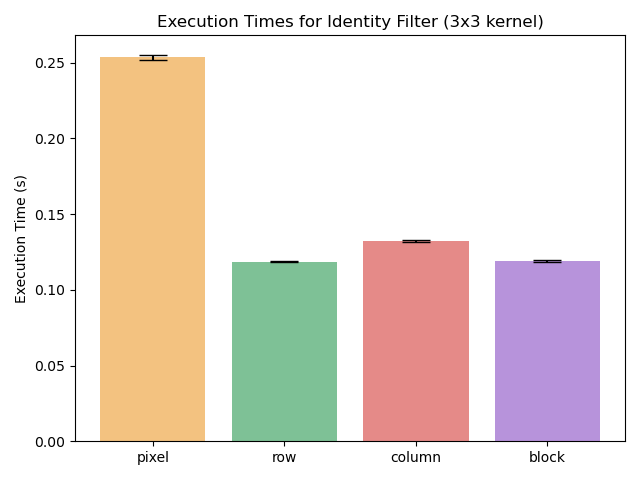 Execution Times for Identity Filter (3x3 kernel)
Execution Time (s)
0.25
0.20
0.15
0.10
0.05
0.00
pixel
row
column
block